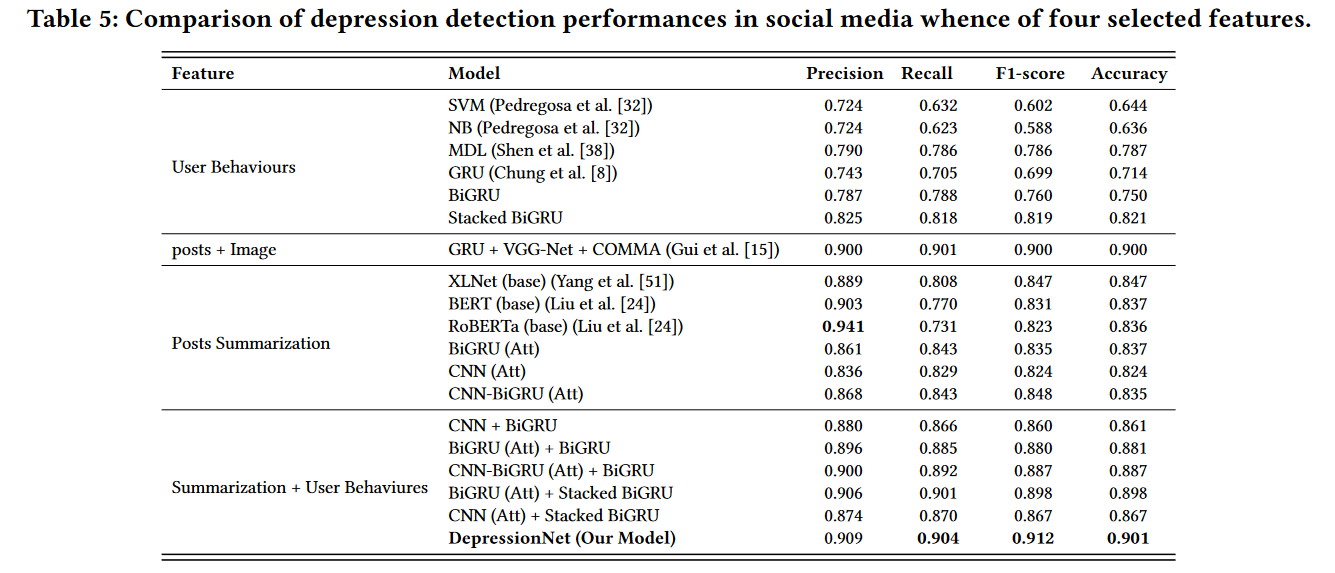 Table 5: Comparison of depression detection performances in social media whence of four selected features.
Feature Model Precision Recall F1-score Accuracy
User Behaviours
SVM (Pedregosa et al. [32]) 0.724 0.632 0.602 0.644
NB (Pedregosa et al. [32]) 0.724 0.623 0.588 0.636
MDL (Shen et al. [38]) 0.790 0.786 0.786 0.787
GRU (Chung et al. [8]) 0.743 0.705 0.699 0.714
BiGRU 0.787 0.788 0.760 0.750
Stacked BiGRU 0.825 0.818 0.819 0.821
posts + Image GRU + VGG-Net + COMMA (Gui et al. [15]) 0.900 0.901 0.900 0.900
Posts Summarization
XLNet (base) (Yang et al. [51]) 0.889 0.808 0.847 0.847
BERT (base) (Liu et al. [24]) 0.903 0.770 0.831 0.837
RoBERTa (base) (Liu et al. [24]) 0.941 0.731 0.823 0.836
BiGRU (Att) 0.861 0.843 0.835 0.837
CNN (Att) 0.836 0.829 0.824 0.824
CNN-BiGRU (Att) 0.868 0.843 0.848 0.835
Summarization + User Behaviures
CNN + BiGRU 0.880 0.866 0.860 0.861
BiGRU (Att) + BiGRU 0.896 0.885 0.880 0.881
CNN-BiGRU (Att) + BiGRU 0.900 0.892 0.887 0.887
BiGRU (Att) + Stacked BiGRU 0.906 0.901 0.898 0.898
CNN (Att) + Stacked BiGRU 0.874 0.870 0.867 0.867
DepressionNet (Our Model) 0.909 0.904 0.912 0.901